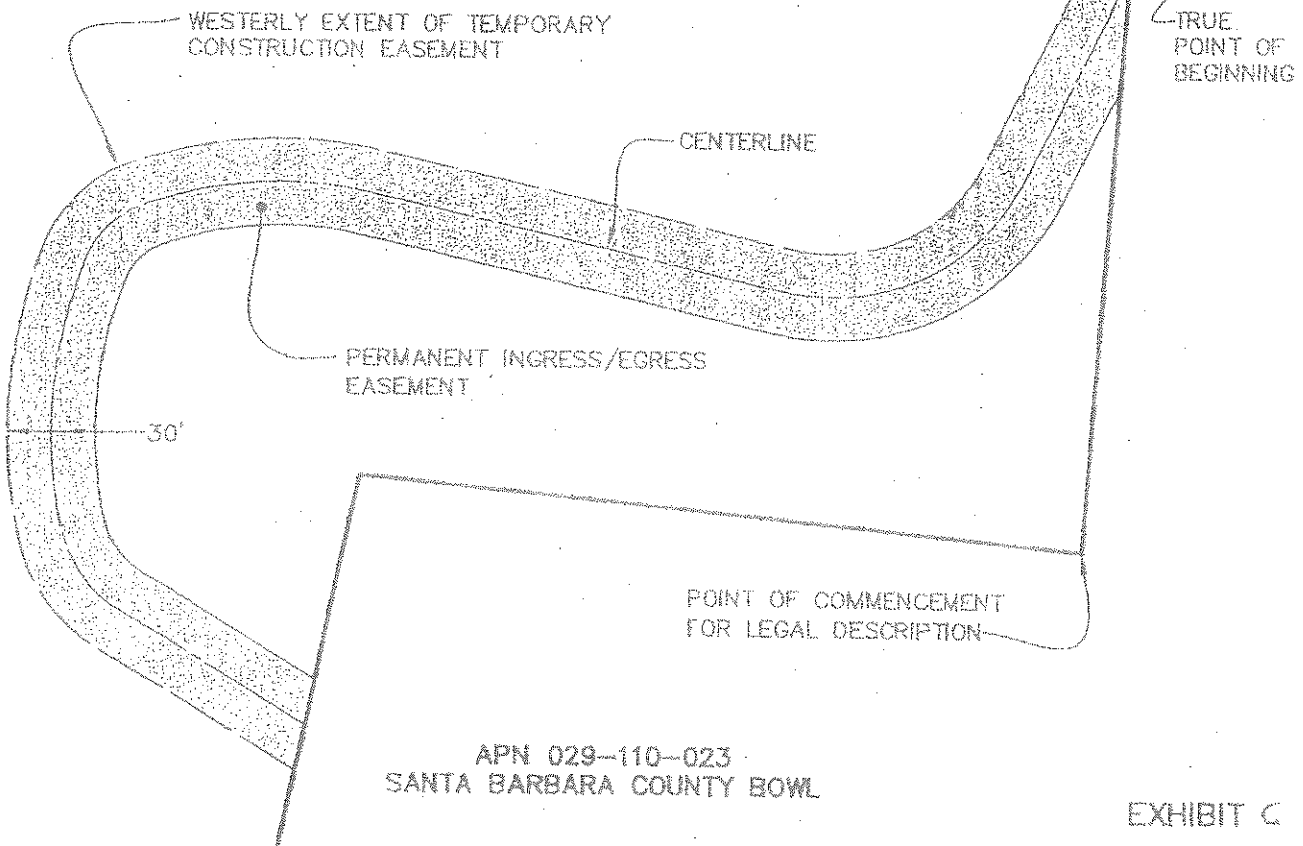 WESTERLY EXTENT OF TEMPORARY
CONSTRUCTION EASEMENT
TRUE
POINT OF
BEGINNING
CENTERLINE
PERMANENT INGRESS/EGRESS
EASEMENT
30'
POINT OF COMMENCEMENT
FOR LEGAL DESCRIPTION
APN 029-110-023
SANTA BARBARA COUNTY BOWL
EXHIBIT C